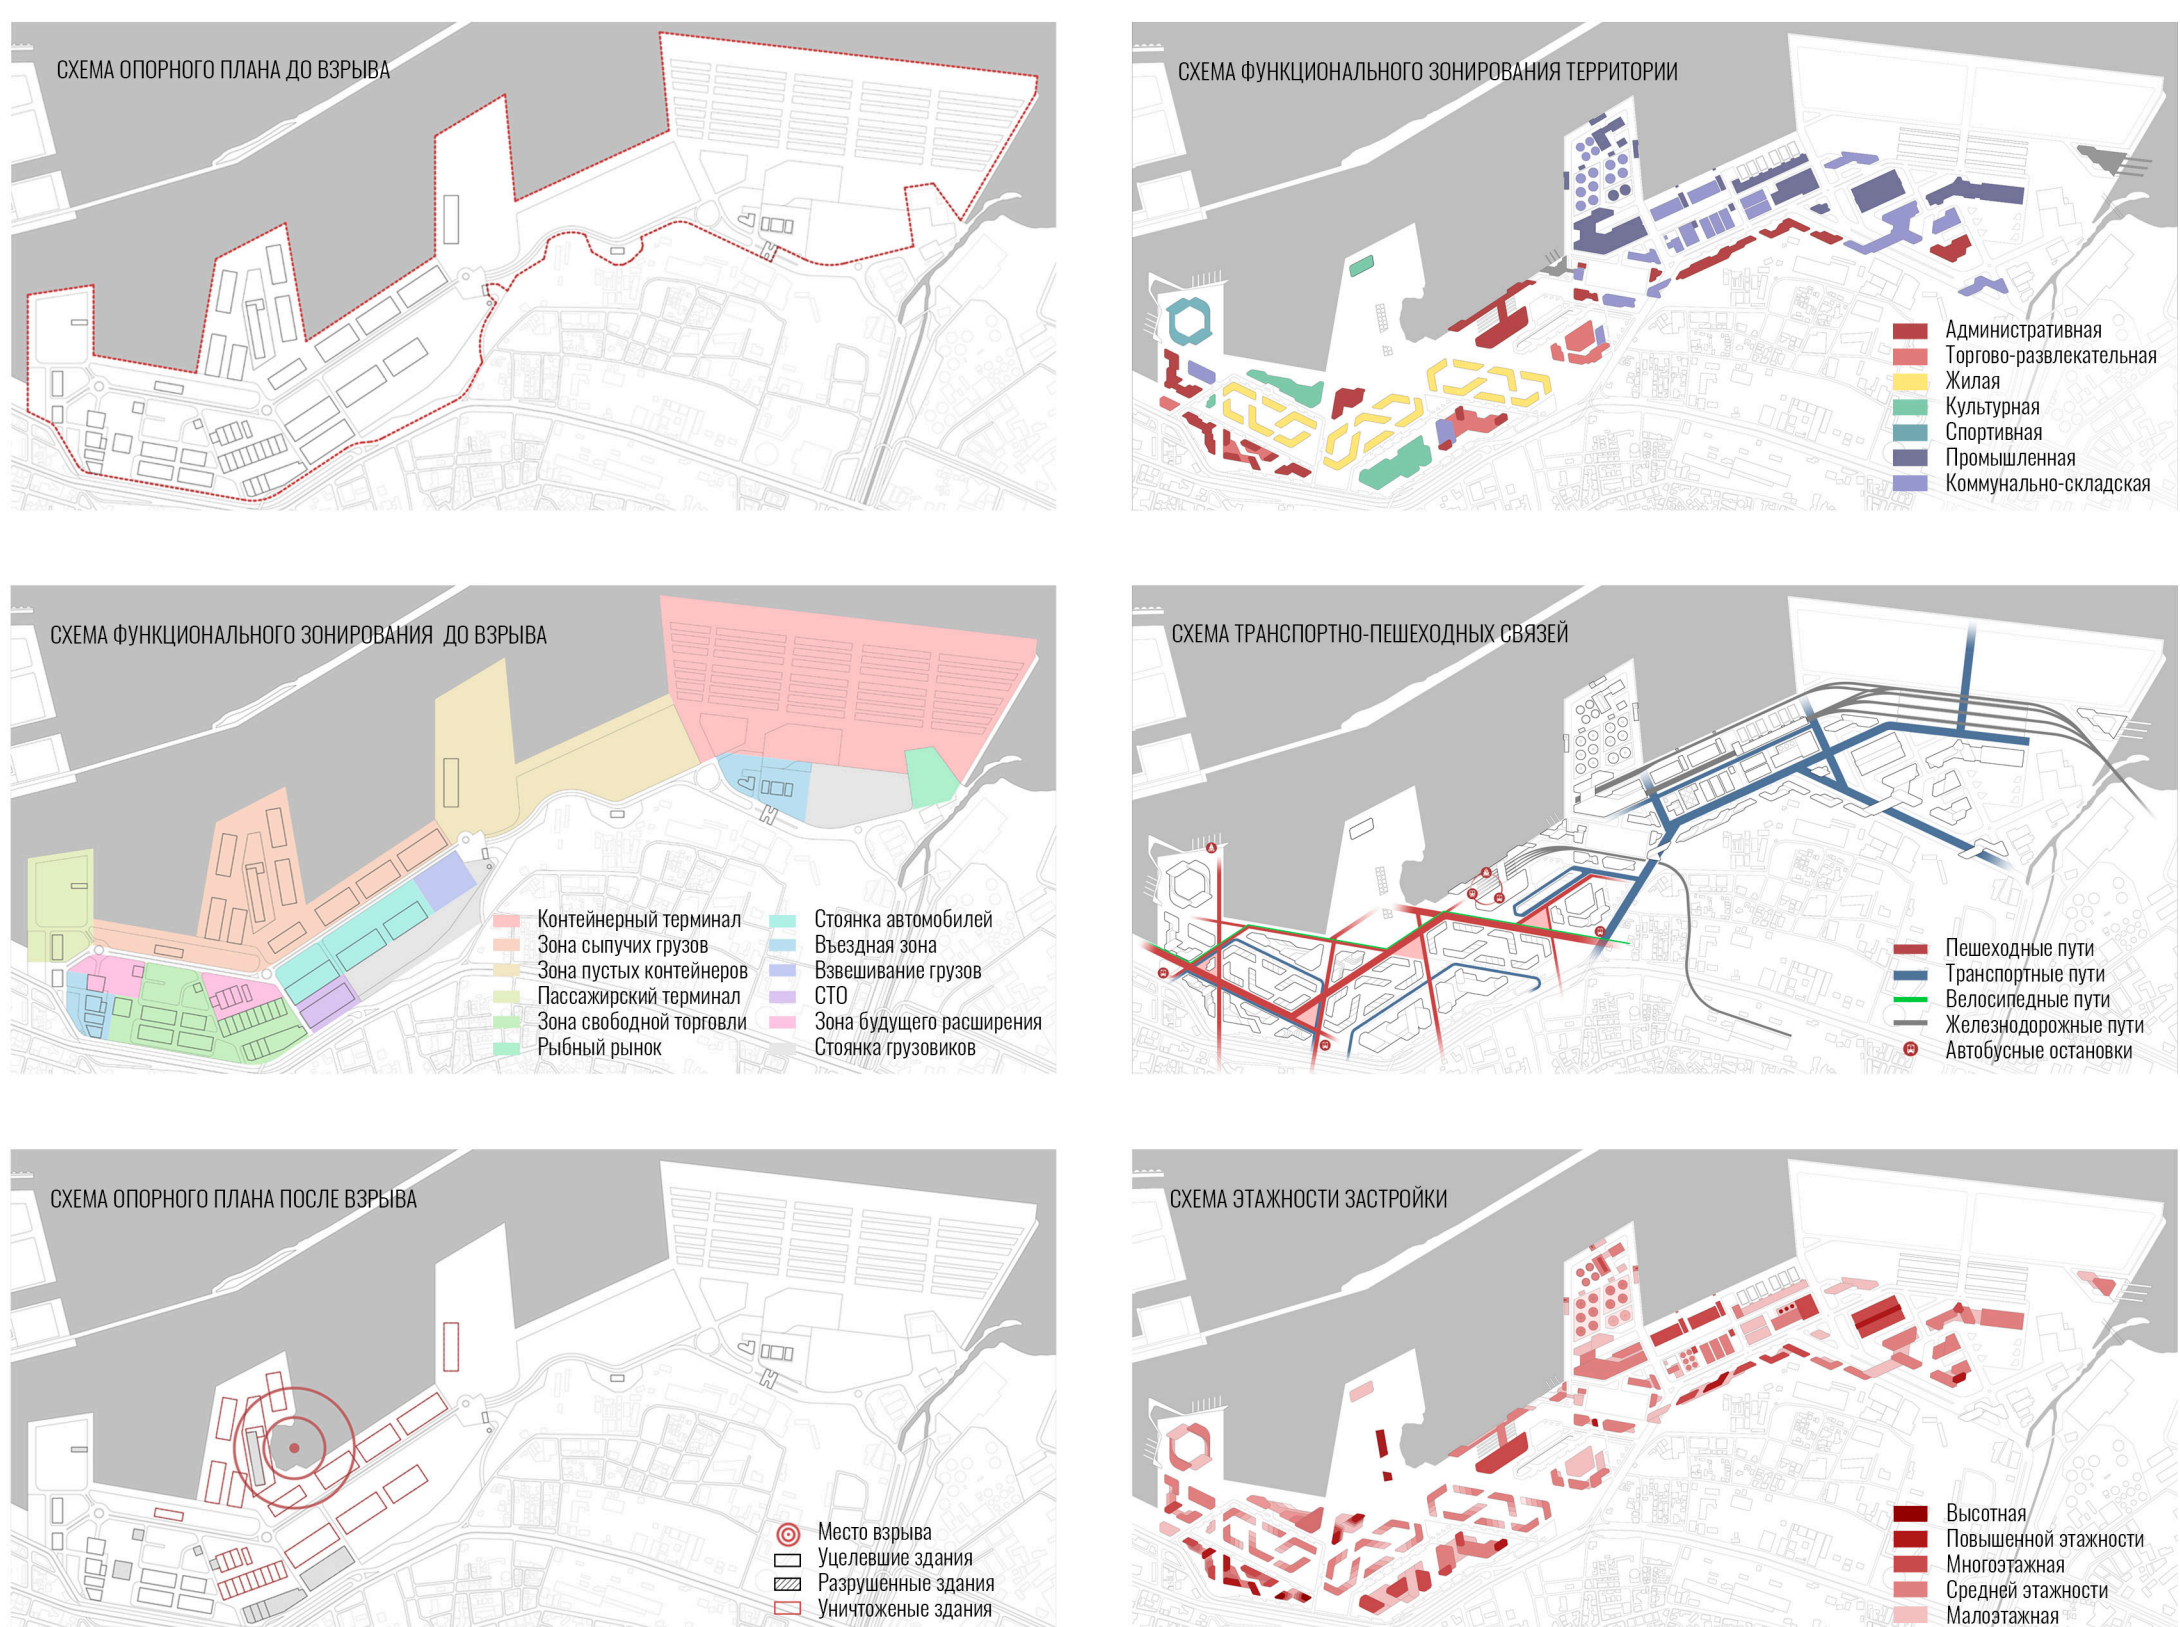 СХЕМА ОПОРНОГО ПЛАНА ДО ВЗРЫВА
СХЕМА ФУНКЦИОНАЛЬНОГО ЗОНИРОВАНИЯ ТЕРРИТОРИИ
Административная
Торгово-развлекательная
Жилая
Культурная
Спортивная
Промышленная
Коммунально-складская
СХЕМА ФУНКЦИОНАЛЬНОГО ЗОНИРОВАНИЯ ДО ВЗРЫВА
Контейнерный терминал
Зона сыпучих грузов
Зона пустых контейнеров
Пассажирский терминал
Зона свободной торговли
Рыбный рынок
Стоянка автомобилей
Въездная зона
Взвешивание грузов
СТО
Зона будущего расширения
Стоянка грузовиков
СХЕМА ТРАНСПОРТНО-ПЕШЕХОДНЫХ СВЯЗЕЙ
Пешеходные пути
Транспортные пути
Велосипедные пути
Железнодорожные пути
Автобусные остановки
СХЕМА ОПОРНОГО ПЛАНА ПОСЛЕ ВЗРЫВА
Место взрыва
Уцелевшие здания
Разрушенные здания
Уничтоженые здания
СХЕМА ЭТАЖНОСТИ ЗАСТРОЙКИ
Высотная
Повышенной этажности
Многоэтажная
Средней этажности
Малоэтажная